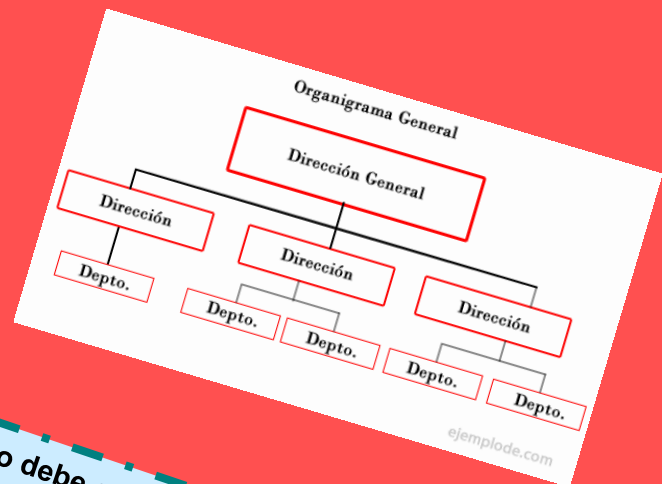 Organigrama General
Dirección General
Dirección
Dirección
Dirección
Depto.
Depto.
Depto.
Depto.
Depto.
ejemplode.com
o debe